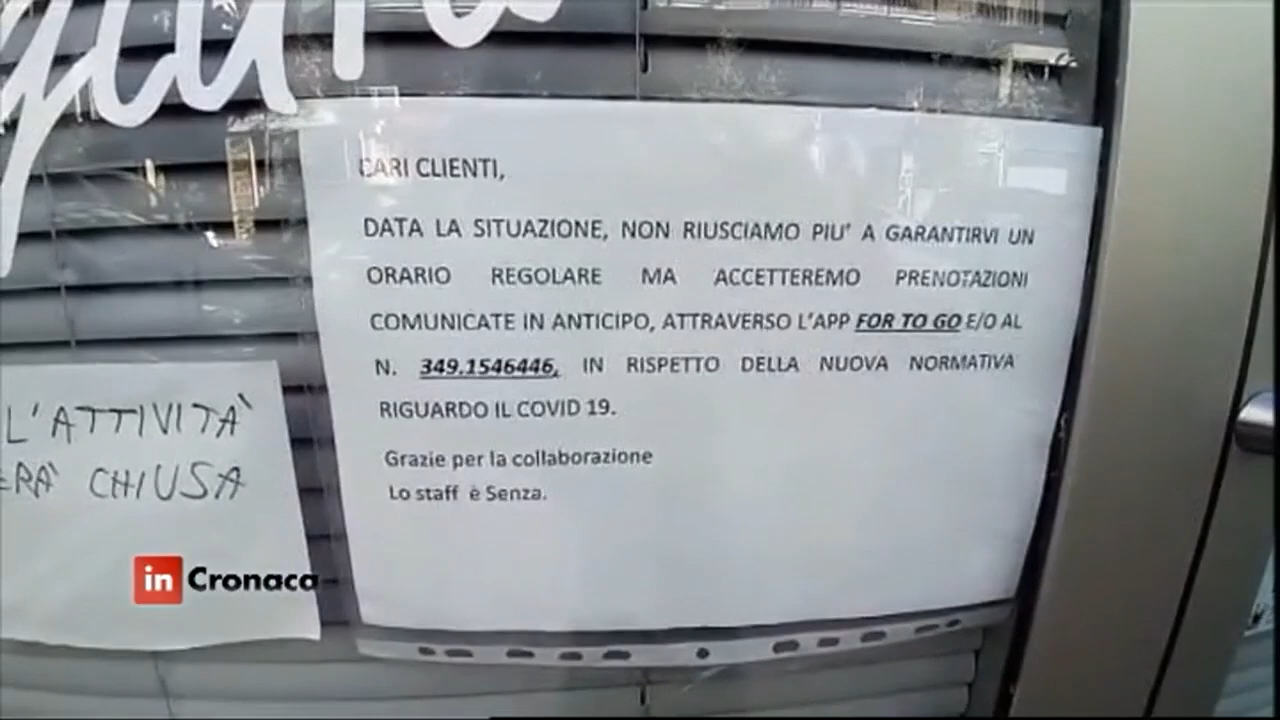 CARI CLIENTI,
DATA LA SITUAZIONE, NON RIUSCIAMO PIU' A GARANTIRVI UN
ORARIO REGOLARE MA ACCETTEREMO PRENOTAZIONI
COMUNICATE IN ANTICIPO, ATTRAVERSO L'APP FOR TO GO E/O AL
N. 349.1546446, IN RISPETTO DELLA NUOVA NORMATIVA
RIGUARDO IL COVID 19.
Grazie per la collaborazione
Lo staff è Senza.
L'ATTIVITÀ
CHIUSA
in Cronaca